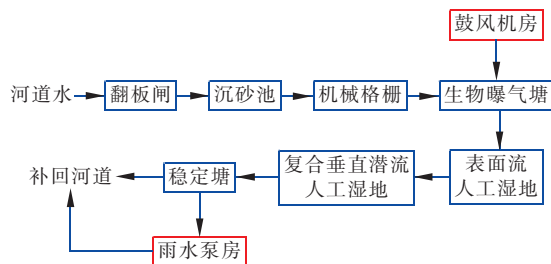 鼓风机房
河道水
翻板闸
沉砂池
机械格栅
生物曝气塘
补回河道
稳定塘
复合垂直潜流
人工湿地
表面流
人工湿地
雨水泵房